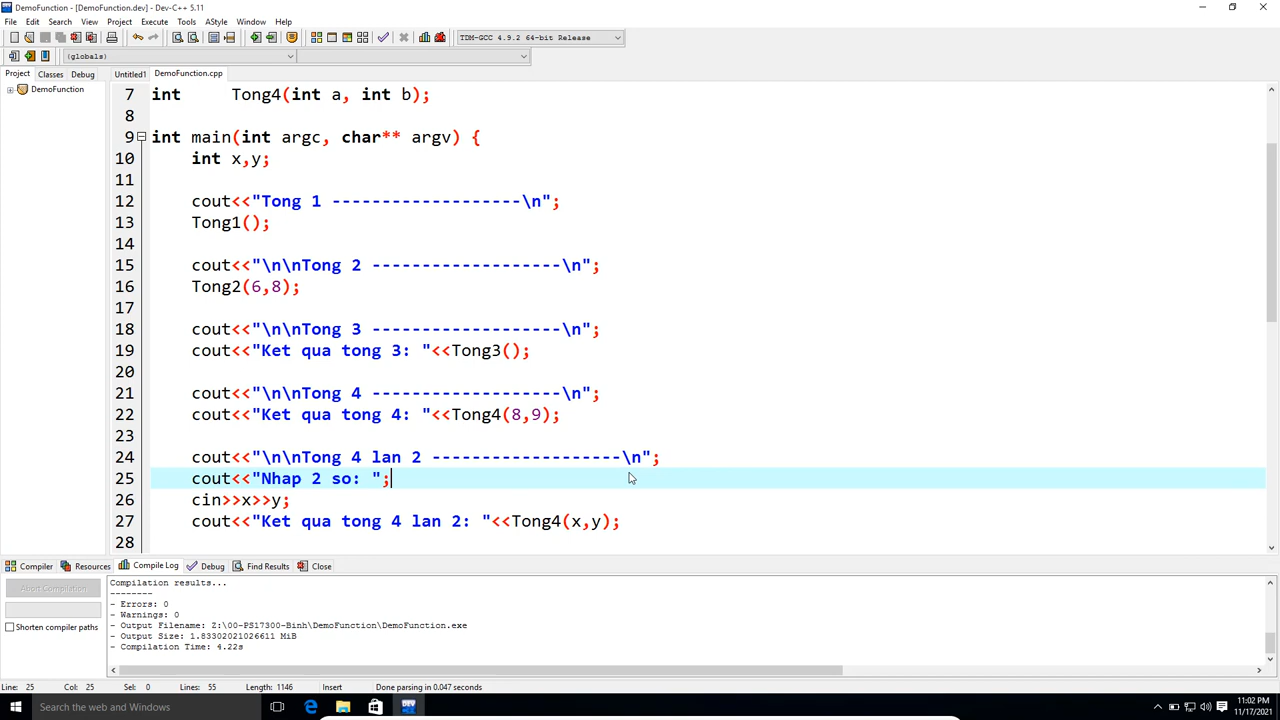 DemoFunction - [DemoFunction.dev] - Dev-C++ 5.11
File Edit Search View Project Execute Tools AStyle Window Help
TDM-GCC 4.9.2 64-bit Release
(globals)
Project Classes Debug Untitled1 DemoFunction.cpp
DemoFunction
7 int Tong4(int a, int b);
8
9 int main(int argc, char** argv) {
10 int x,y;
11
12 cout<<"Tong 1 -------------------\n";
13 Tong1();
14
15 cout<<"\n\nTong 2 -------------------\n";
16 Tong2(6,8);
17
18 cout<<"\n\nTong 3 -------------------\n";
19 cout<<"Ket qua tong 3: "<<Tong3();
20
21 cout<<"\n\nTong 4 -------------------\n";
22 cout<<"Ket qua tong 4: "<<Tong4(8,9);
23
24 cout<<"\n\nTong 4 lan 2 -------------------\n";
25 cout<<"Nhap 2 so: ";
26 cin>>x>>y;
27 cout<<"Ket qua tong 4 lan 2: "<<Tong4(x,y);
28
Compiler Resources Compile Log Debug Find Results Close
Abort Compilation
Shorten compiler paths
Compilation results...
--------
- Errors: 0
- Warnings: 0
- Output Filename: Z:\00-PS17300-Binh\DemoFunction\DemoFunction.exe
- Output Size: 1.83302021026611 MiB
- Compilation Time: 4.22s
Line: 25 Col: 25 Sel: 0 Lines: 55 Length: 1146 Insert Done parsing in 0.047 seconds
Search the web and Windows
DEV
11:02 PM
11/17/2021